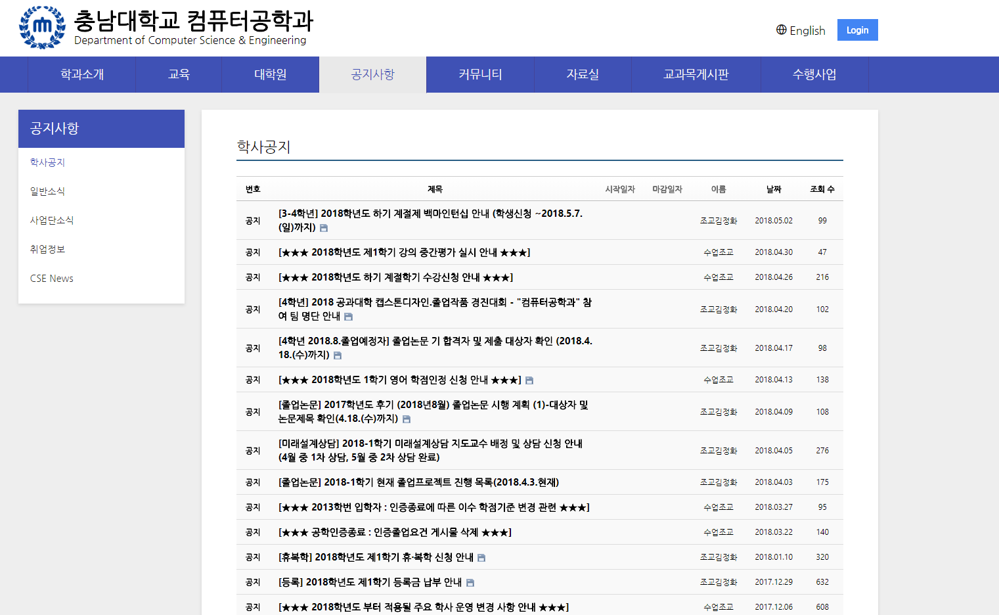 충남대학교 컴퓨터공학과
Department of Computer Science & Engineering
English
Login
학과소개 교육 대학원 공지사항 커뮤니티 자료실 교과목게시판 수행사업
공지사항
학사공지
일반소식
사업단소식
취업정보
CSE News
학사공지
번호 제목 시작일자 마감일자 이름 날짜 조회 수
공지 [3-4학년] 2018학년도 하기 계절제 백마인턴십 안내 (학생신청 ~2018.5.7.
(일)까지) 조교김정화 2018.05.02 99
공지 [★★★ 2018학년도 제1학기 강의 중간평가 실시 안내 ★★★] 수업조교 2018.04.30 47
공지 [★★★ 2018학년도 하기 계절학기 수강신청 안내 ★★★] 수업조교 2018.04.26 216
공지 [4학년] 2018 공과대학 캡스톤디자인.졸업작품 경진대회 - "컴퓨터공학과" 참
여 팀 명단 안내 조교김정화 2018.04.20 102
공지 [4학년 2018.8.졸업예정자] 졸업논문 기 합격자 및 제출 대상자 확인 (2018.4.
18.(수)까지) 조교김정화 2018.04.17 98
공지 [★★★ 2018학년도 1학기 영어 학점인정 신청 안내 ★★★] 수업조교 2018.04.13 138
공지 [졸업논문] 2017학년도 후기 (2018년8월) 졸업논문 시행 계획 (1)-대상자 및
논문제목 확인(4.18.(수)까지) 조교김정화 2018.04.09 108
공지 [미래설계상담] 2018-1학기 미래설계상담 지도교수 배정 및 상담 신청 안내
(4월 중 1차 상담, 5월 중 2차 상담 완료) 조교김정화 2018.04.05 276
공지 [졸업논문] 2018-1학기 현재 졸업프로젝트 진행 목록(2018.4.3.현재) 조교김정화 2018.04.03 175
공지 [★★★ 2013학번 입학자 : 인증종료에 따른 이수 학점기준 변경 관련 ★★★] 수업조교 2018.03.27 95
공지 [★★★ 공학인증종료 : 인증졸업요건 게시물 삭제 ★★★] 수업조교 2018.03.22 140
공지 [휴복학] 2018학년도 제1학기 휴·복학 신청 안내 조교김정화 2018.01.10 320
공지 [등록] 2018학년도 제1학기 등록금 납부 안내 조교김정화 2017.12.29 632
공지 [★★★ 2018학년도 부터 적용될 주요 학사 운영 변경 사항 안내 ★★★] 수업조교 2017.12.06 608